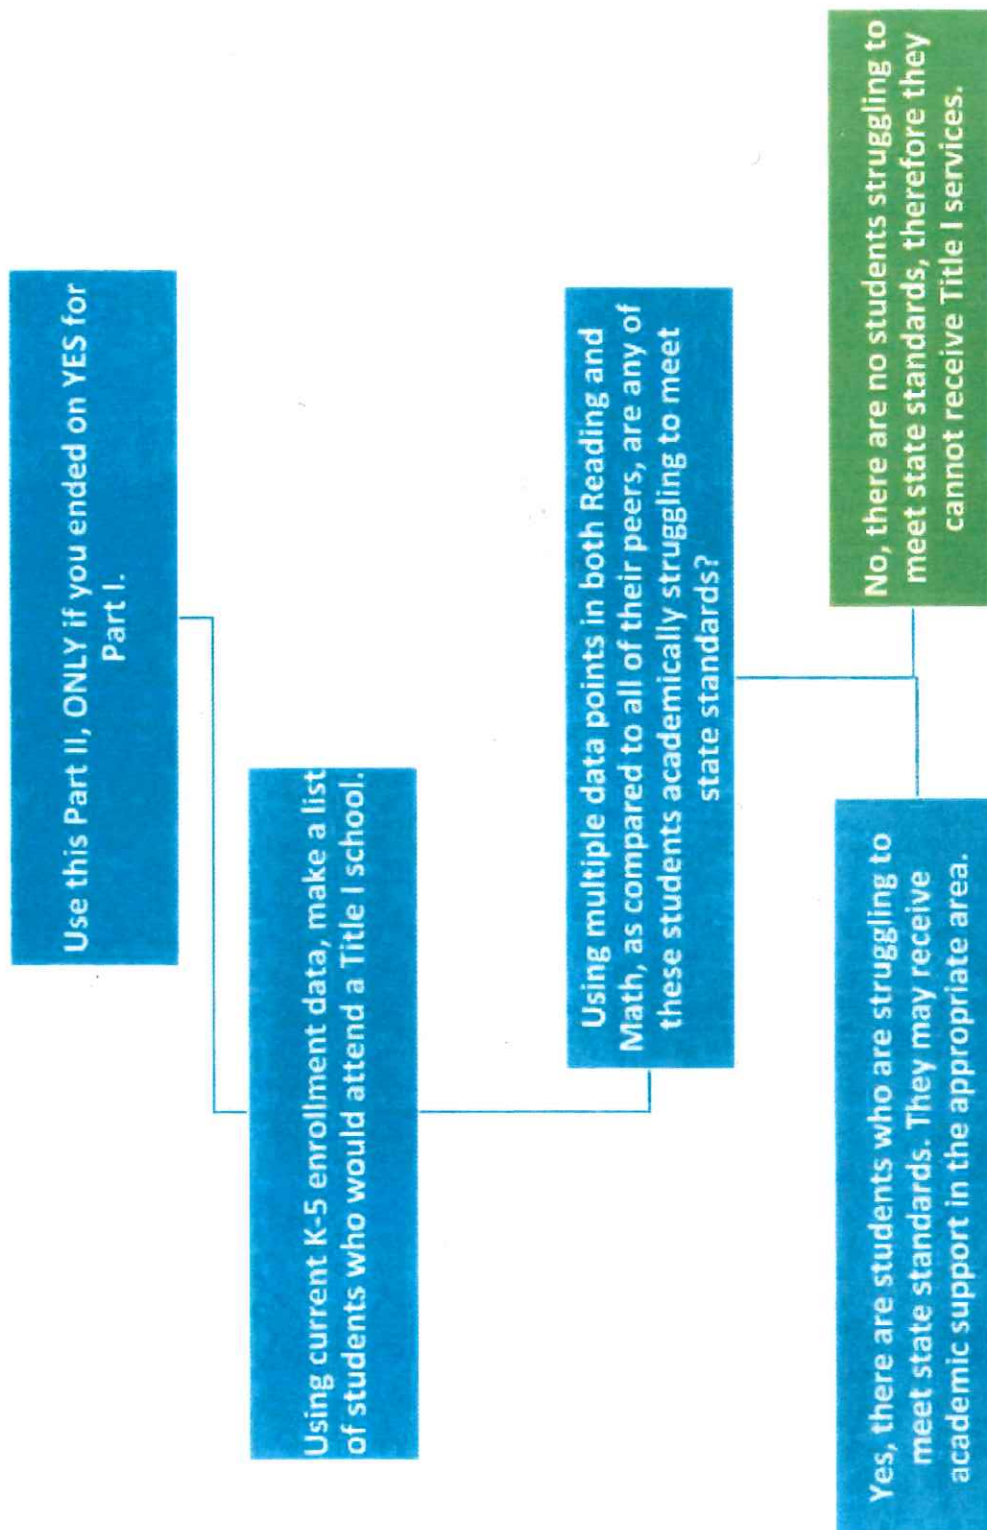 Use this Part II, ONLY if you ended on YES for
Part I.
Using current K-5 enrollment data, make a list
of students who would attend a Title I school.
Using multiple data points in both Reading and
Math, as compared to all of their peers, are any of
these students academically struggling to meet
state standards?
Yes, there are students who are struggling to
meet state standards. They may receive
academic support in the appropriate area.
No, there are no students struggling to
meet state standards, therefore they
cannot receive Title I services.